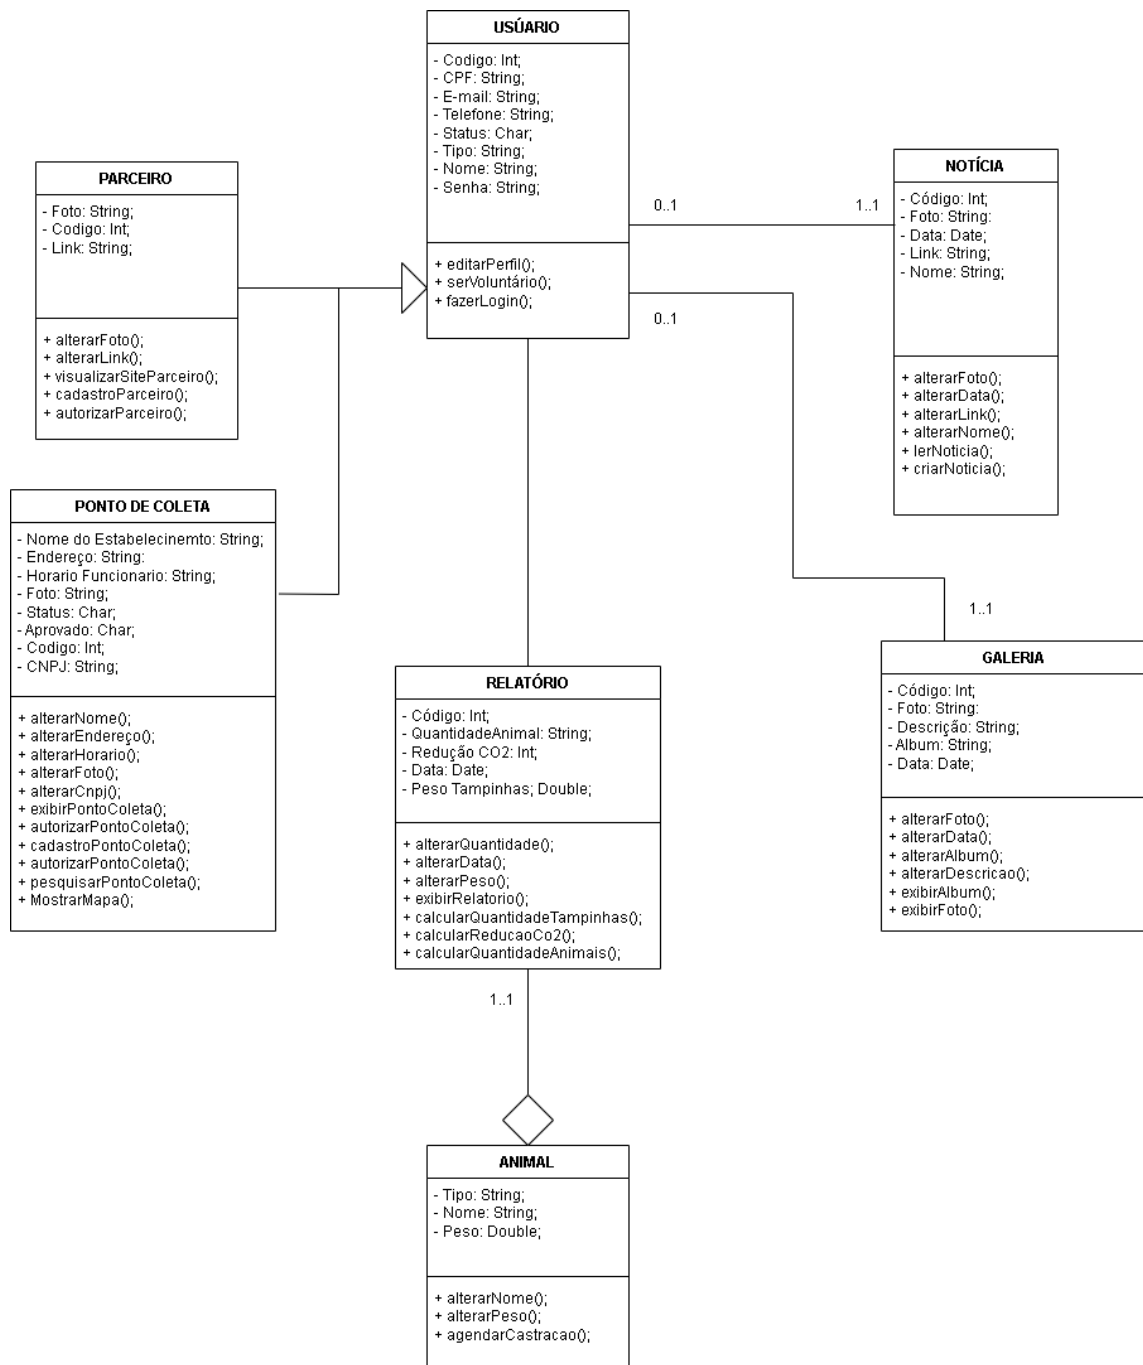 USÚARIO
- Codigo: Int;
- CPF: String;
- E-mail: String;
- Telefone: String;
- Status: Char;
- Tipo: String;
- Nome: String;
- Senha: String;
+ editarPerfil();
+ serVoluntário();
+ fazerLogin();
PARCEIRO
- Foto: String;
- Codigo: Int;
- Link: String;
+ alterarFoto();
+ alterarLink();
+ visualizarSiteParceiro();
+ cadastroParceiro();
+ autorizarParceiro();
0..1
1..1
NOTÍCIA
- Código: Int;
- Foto: String:
- Data: Date;
- Link: String;
- Nome: String;
+ alterarFoto();
+ alterarData();
+ alterarLink();
+ alterarNome();
+ lerNoticia();
+ criarNoticia();
0..1
1..1
PONTO DE COLETA
- Nome do Estabelecinemto: String;
- Endereço: String:
- Horario Funcionario: String;
- Foto: String;
- Status: Char;
- Aprovado: Char;
- Codigo: Int;
- CNPJ: String;
+ alterarNome();
+ alterarEndereço();
+ alterarHorario();
+ alterarFoto();
+ alterarCnpj();
+ exibirPontoColeta();
+ autorizarPontoColeta();
+ cadastroPontoColeta();
+ autorizarPontoColeta();
+ pesquisarPontoColeta();
+ MostrarMapa();
RELATÓRIO
- Código: Int;
- QuantidadeAnimal: String;
- Redução CO2: Int;
- Data: Date;
- Peso Tampinhas; Double;
+ alterarQuantidade();
+ alterarData();
+ alterarPeso();
+ exibirRelatorio();
+ calcularQuantidadeTampinhas();
+ calcularReducaoCo2();
+ calcularQuantidadeAnimais();
GALERIA
- Código: Int;
- Foto: String:
- Descrição: String;
- Album: String;
- Data: Date;
+ alterarFoto();
+ alterarData();
+ alterarAlbum();
+ alterarDescricao();
+ exibirAlbum();
+ exibirFoto();
1..1
ANIMAL
- Tipo: String;
- Nome: String;
- Peso: Double;
+ alterarNome();
+ alterarPeso();
+ agendarCastracao();